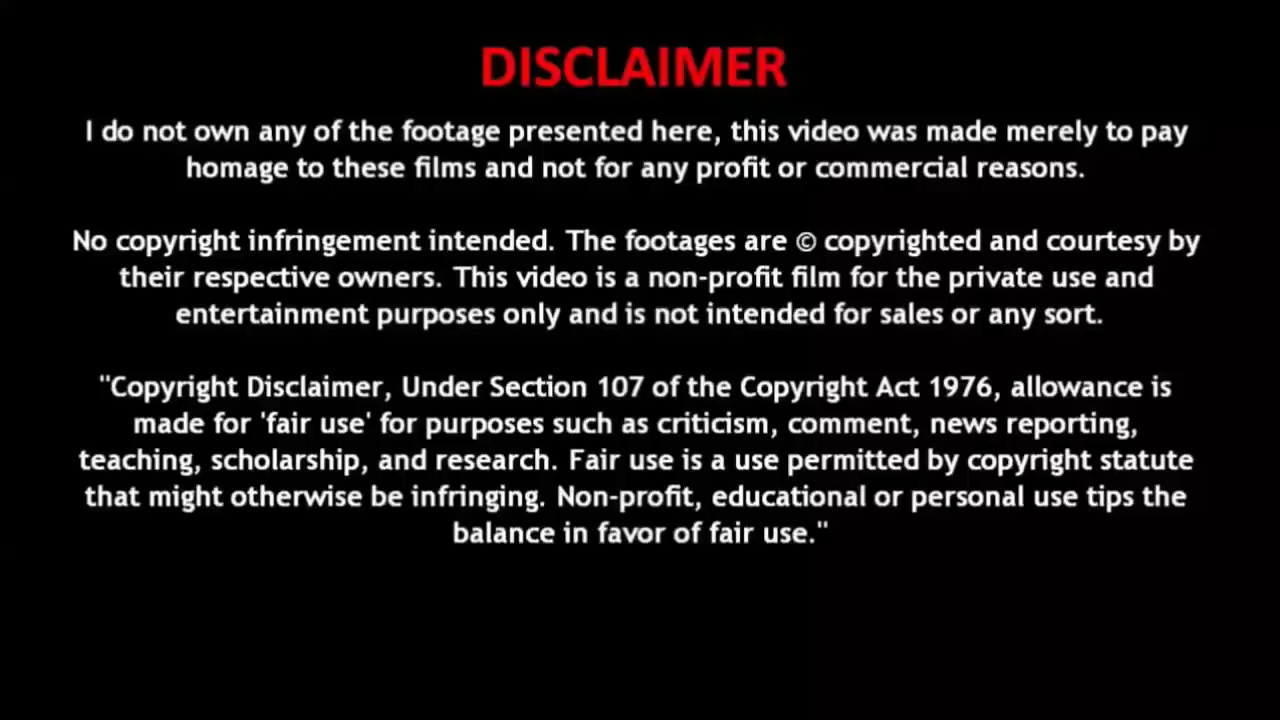 DISCLAIMER
I do not own any of the footage presented here, this video was made merely to pay
homage to these films and not for any profit or commercial reasons.
No copyright infringement intended. The footages are © copyrighted and courtesy by
their respective owners. This video is a non-profit film for the private use and
entertainment purposes only and is not intended for sales or any sort.
"Copyright Disclaimer, Under Section 107 of the Copyright Act 1976, allowance is
made for 'fair use' for purposes such as criticism, comment, news reporting,
teaching, scholarship, and research. Fair use is a use permitted by copyright statute
that might otherwise be infringing. Non-profit, educational or personal use tips the
balance in favor of fair use."